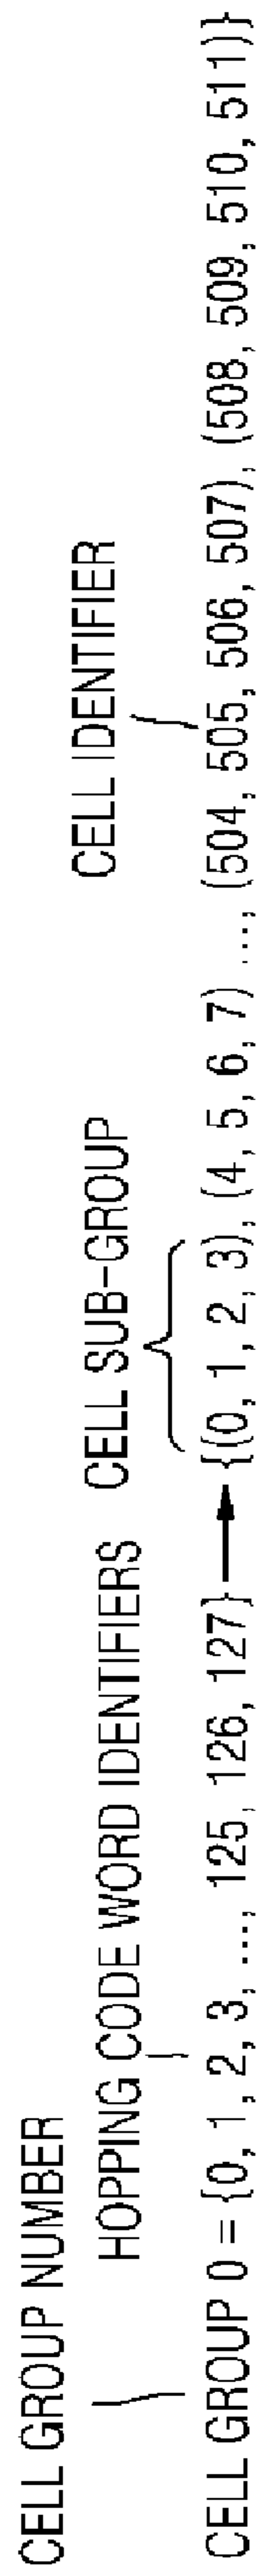 CELL GROUP NUMBER
HOPPING CODE WORD IDENTIFIERS
CELL SUB-GROUP
CELL IDENTIFIER
CELL GROUP 0 = {0, 1, 2, 3, ..., 125, 126, 127} → {(0, 1, 2, 3), (4, 5, 6, 7) ..., (504, 505, 506, 507), (508, 509, 510, 511)}